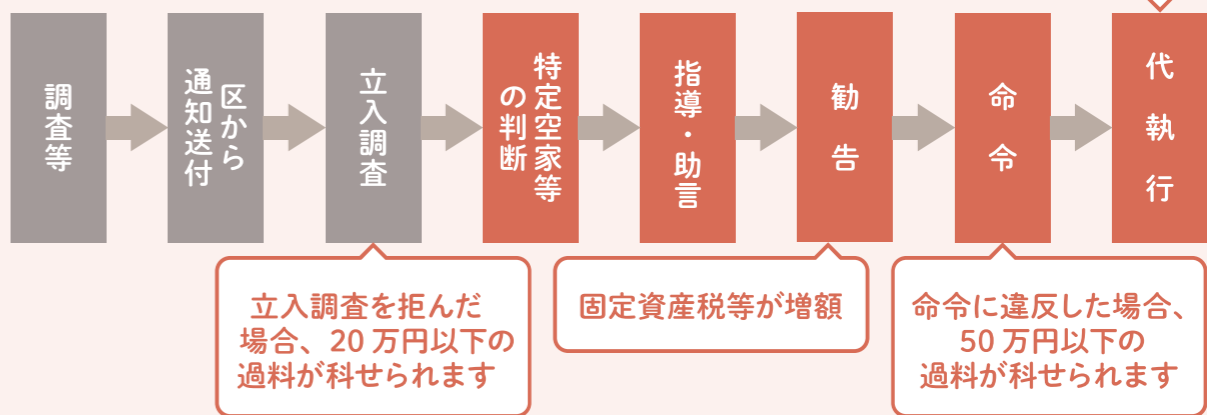 調査等
区から
通知送付
立入調査
特定空家等
の判断
指導・助言
勧告
命令
代執行
立入調査を拒んだ
場合、20万円以下の
過料が科せられます
固定資産税等が増額
命令に違反した場合、
50万円以下の
過料が科せられます